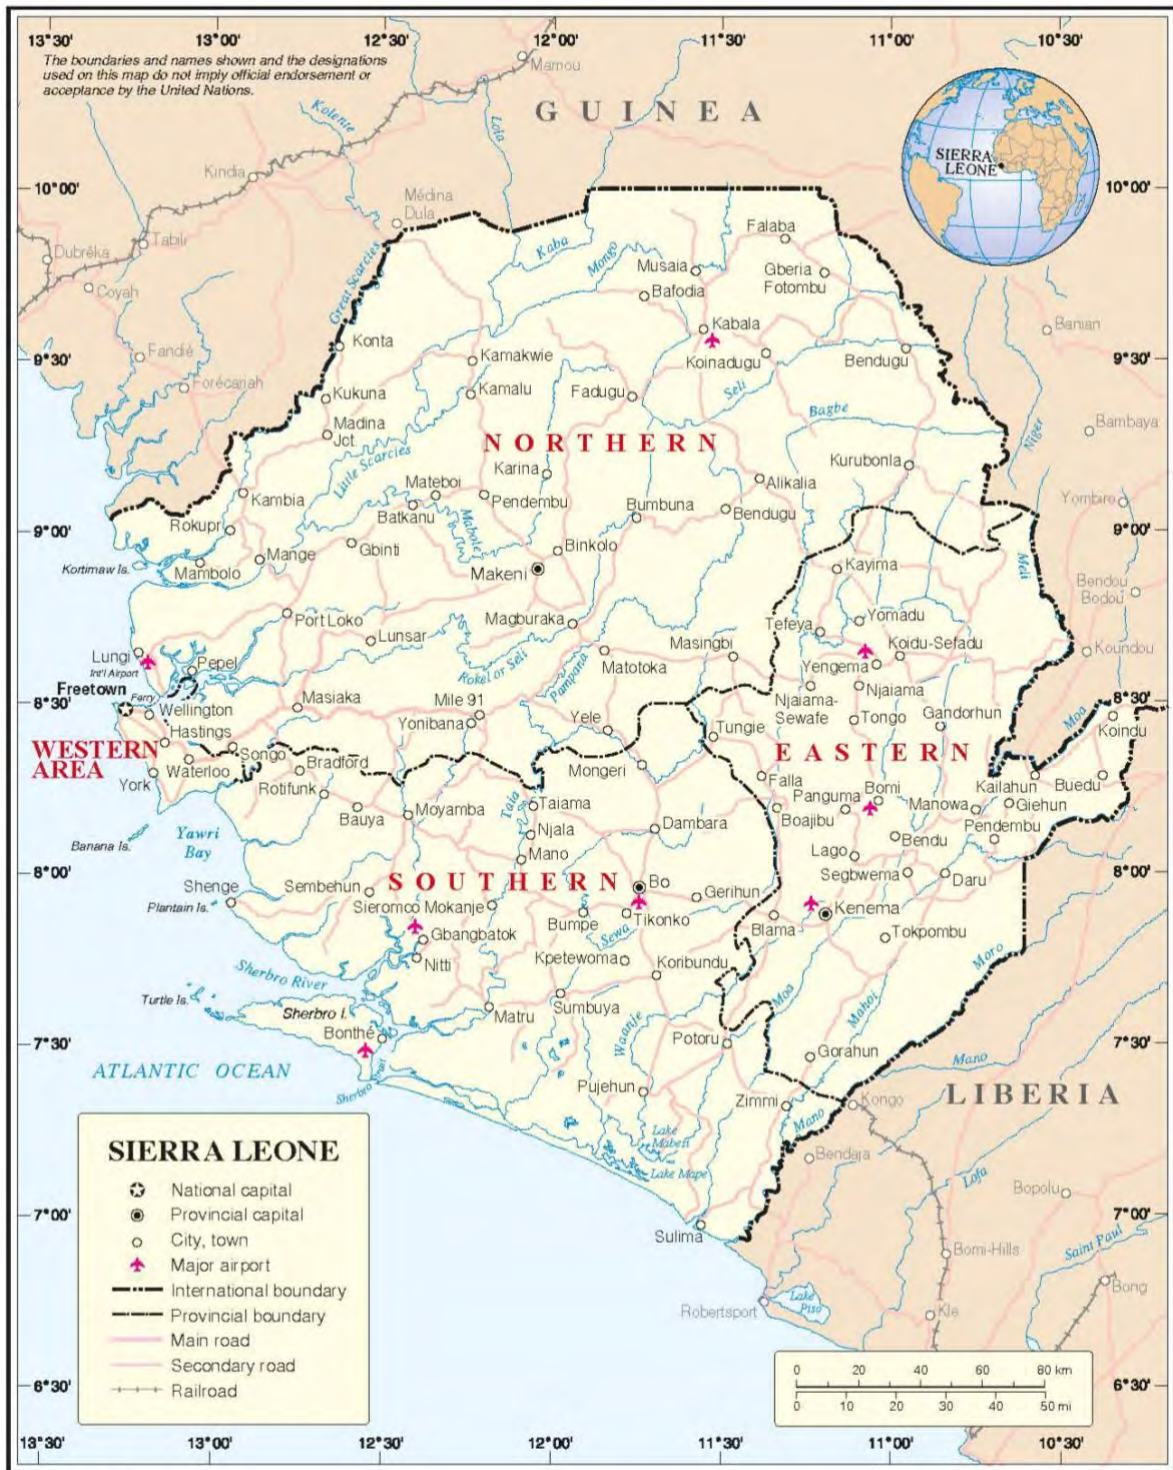 13°30'
13°00'
12°30'
12°00'
11°30'
11°00'
10°30'
The boundaries and names shown and the designations
used on this map do not imply official endorsement or
acceptance by the United Nations.
Mamou
Kolente
Loia
GUINEA
SIERRA
LEONE
Kindia
10°00'
10°00'
Médina
Dula
Falaba
Tabili
Dubréka
Kaba
Mongo
Great Scarcies
Musaia
Gberia
Fotombu
Coyah
Bafodia
Banian
Kabala
Konta
Fandié
Kamakwie
Koinadugu
Bendugu
9°30'
9°30'
Forécariah
Kukuna
Kamalu
Fadugu
Seli
Bagbe
Niger
Bambaya
Madina
Jct.
NORTHERN
Little Scarcies
Karina
Kurubonla
Mateboi
Alikalia
Kambia
Pendembu
Bumbuna
Yombiro
Batkanu
Bendugu
Rokupr
Mabole
9°00'
9°00'
Gbinti
Binkolo
Mange
Kortimaw Is.
Mambolo
Makeni
Kayima
Meli
Bendou
Bodou
Port Loko
Magburaka
Yomadu
Tefeya
Lunsar
Masingbi
Koidu-Sefadu
Koundou
Lungi
Int'l Airport
Pepel
Rokel or Seli
Pampana
Matotoka
Yengema
Freetown
Ferry
Masiaka
Mile 91
Njaiama-
Sewafe
Njaiama
8°30'
8°30'
Wellington
Yonibana
Yele
Tungie
Tongo
Gandorhun
Moa
Koindu
Hastings
WESTERN
AREA
Songo
EASTERN
Waterloo
Bradford
Mongeri
Falla
York
Rotifunk
Panguma
Bomi
Kailahun
Buedu
Taia
Taiama
Moyamba
Manowa
Giehun
Bauya
Boajibu
Pendembu
Yawri
Bay
Njala
Dambara
Bendu
Banana Is.
Mano
Lago
8°00'
8°00'
Segbwema
Daru
Shenge
Sembehun
SOUTHERN
Bo
Gerihun
Plantain Is.
Sieromco Mokanje
Kenema
Bumpe
Tikonko
Blama
Gbangbatok
Sewa
Tokpombu
Nitti
Kpetewoma
Koribundu
Moro
Sherbro River
Turtle Is.
Sherbro I.
Matru
Sumbuya
Moa
Mahoi
Bonthe
Waanje
Potoru
7°30'
7°30'
Gorahun
Mano
ATLANTIC OCEAN
Sherbro Strait
Pujehun
LIBERIA
Zimmi
Kongo
Mano
Lake
Mabesi
Bendaja
Lake Mape
Lofa
Bopolu
7°00'
7°00'
Sulima
Saint Paul
Bomi-Hills
Bong
Robertsport
Lake
Piso
Kle
SIERRA LEONE
National capital
Provincial capital
City, town
Major airport
International boundary
Provincial boundary
Main road
Secondary road
Railroad
0 20 40 60 80 km
0 10 20 30 40 50 mi
6°30'
6°30'
13°30'
13°00'
12°30'
12°00'
11°30'
11°00'
10°30'